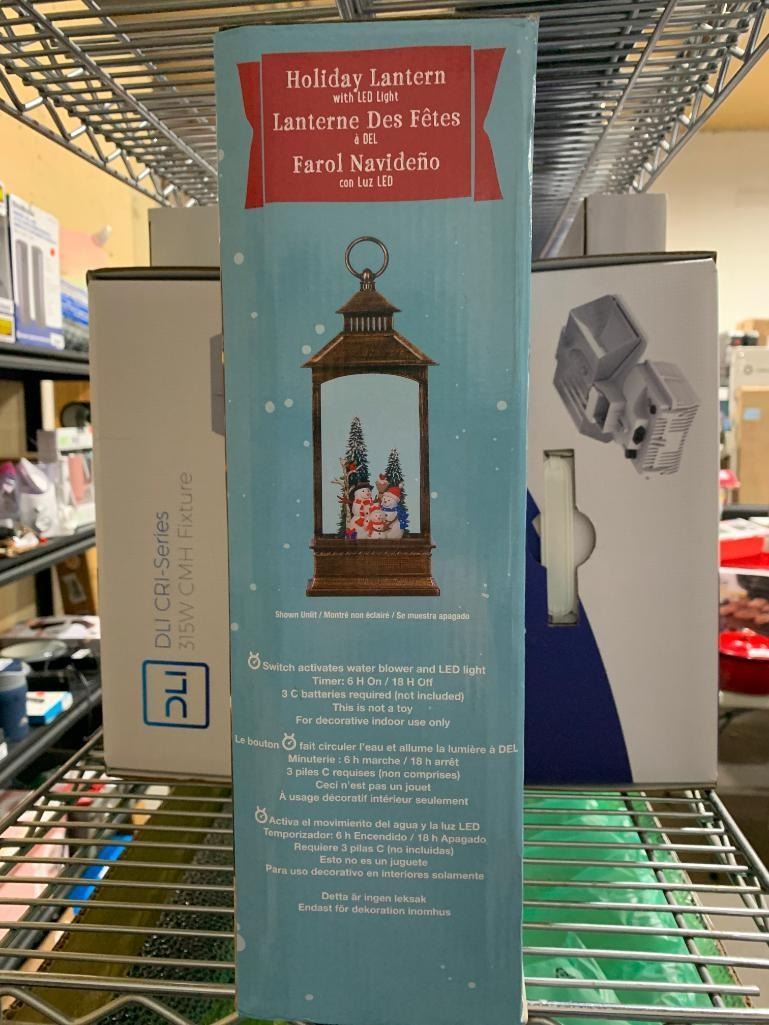 Holiday Lantern
with LED Light
Lanterne Des Fêtes
à DEL
Farol Navideño
con Luz LED
Shown Unlit / Montré non éclairé / Se muestra apagado
Switch activates water blower and LED light
Timer: 6 H On / 18 H Off
3 C batteries required (not included)
This is not a toy
For decorative indoor use only
Le bouton fait circuler l'eau et allume la lumière à DEL
Minuterie : 6 h marche / 18 h arrêt
3 piles C requises (non comprises)
Ceci n'est pas un jouet
À usage décoratif intérieur seulement
Activa el movimiento del agua y la luz LED
Temporizador: 6 h Encendido / 18 h Apagado
Requiere 3 pilas C (no incluidas)
Esto no es un juguete
Para uso decorativo en interiores solamente
Detta är ingen leksak
Endast för dekoration inomhus
DLI CRI-Series
315W CMH Fixture
DLI